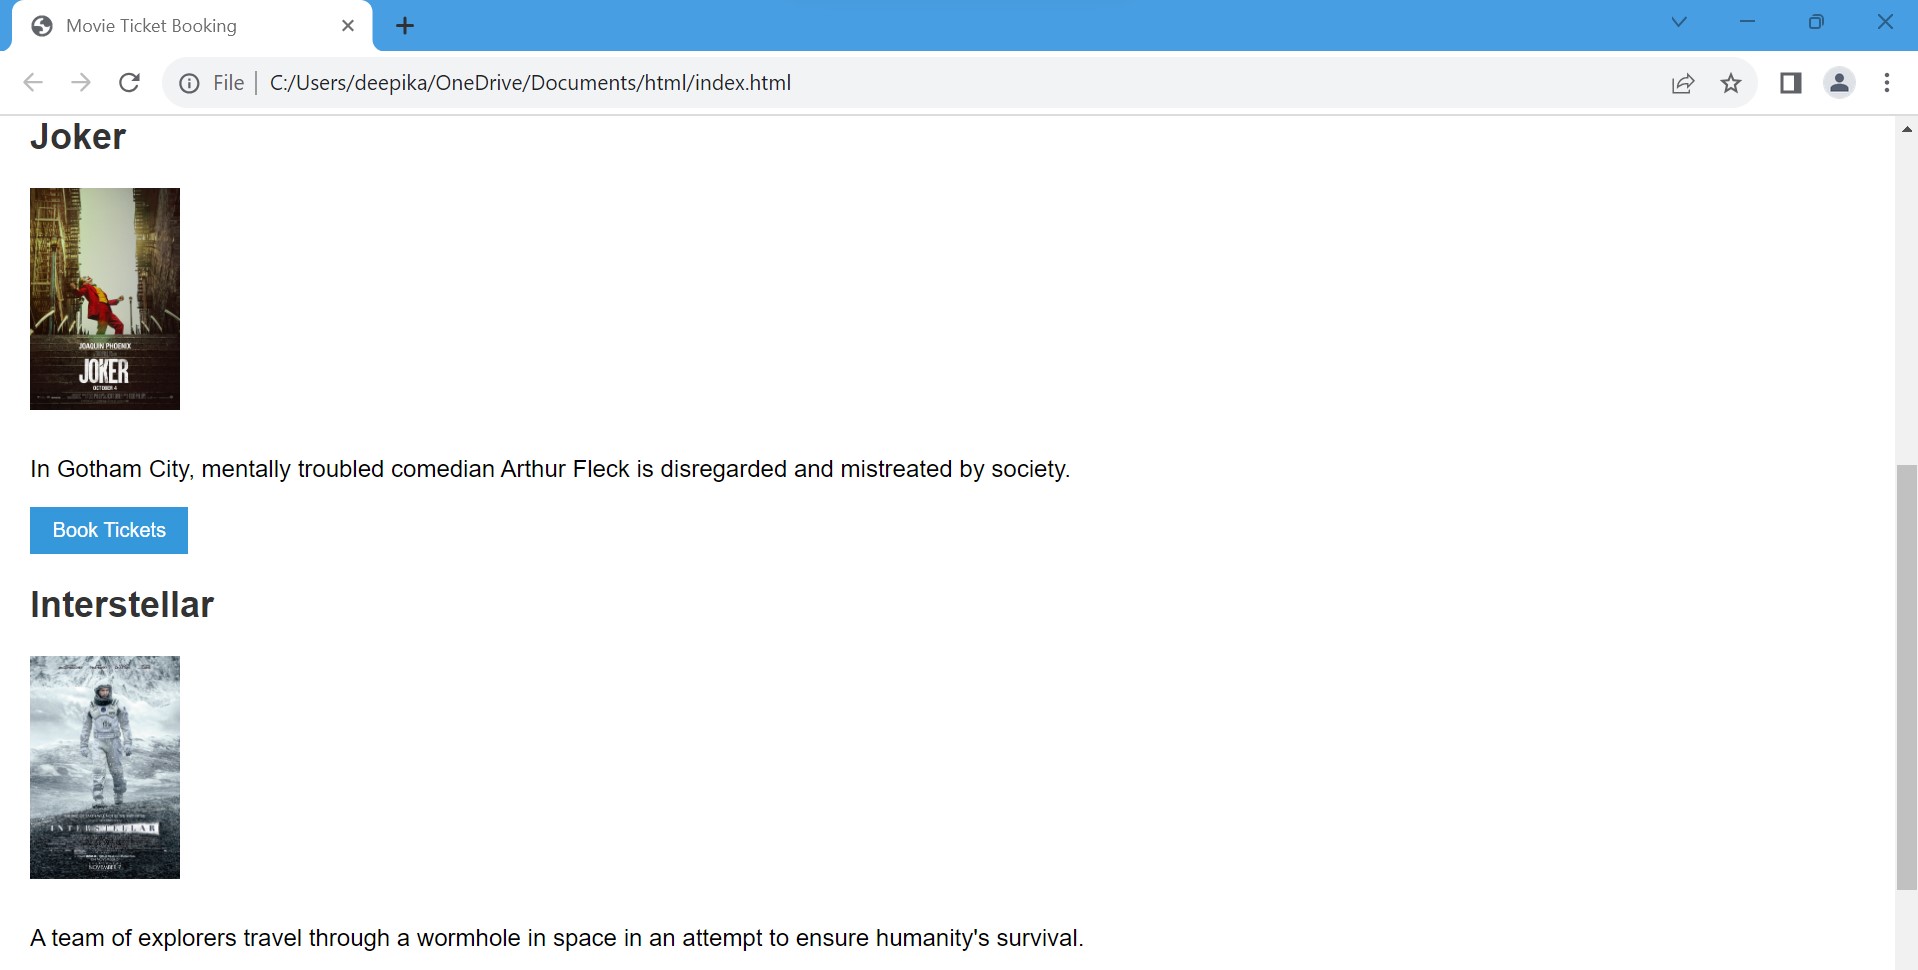 Movie Ticket Booking
File C:/Users/deepika/OneDrive/Documents/html/index.html
Joker
JOAQUIN PHOENIX
JOKER
OCTOBER 4
In Gotham City, mentally troubled comedian Arthur Fleck is disregarded and mistreated by society.
Book Tickets
Interstellar
INTERSTELLAR
NOVEMBER 7
A team of explorers travel through a wormhole in space in an attempt to ensure humanity's survival.